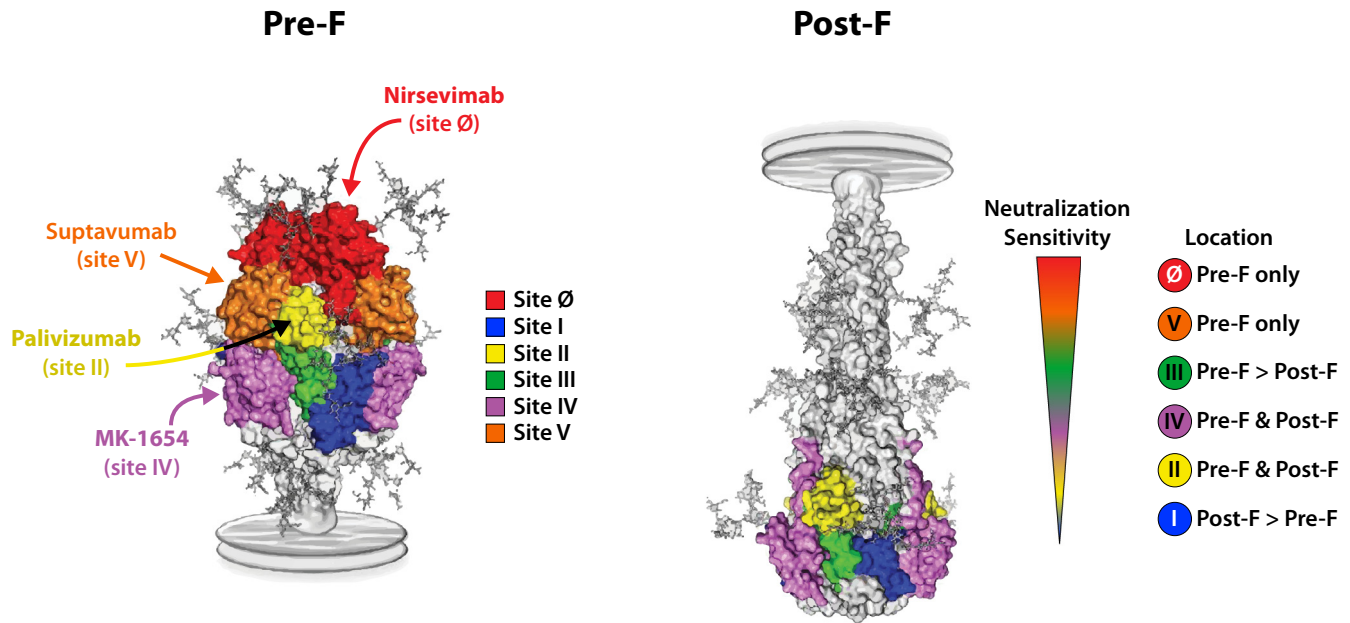 Pre-F
Post-F
Nirsevimab
(site Ø)
Suptavumab
(site V)
Palivizumab
(site II)
MK-1654
(site IV)
Site Ø
Site I
Site II
Site III
Site IV
Site V
Neutralization
Sensitivity
Location
Ø Pre-F only
V Pre-F only
III Pre-F > Post-F
IV Pre-F & Post-F
II Pre-F & Post-F
I Post-F > Pre-F